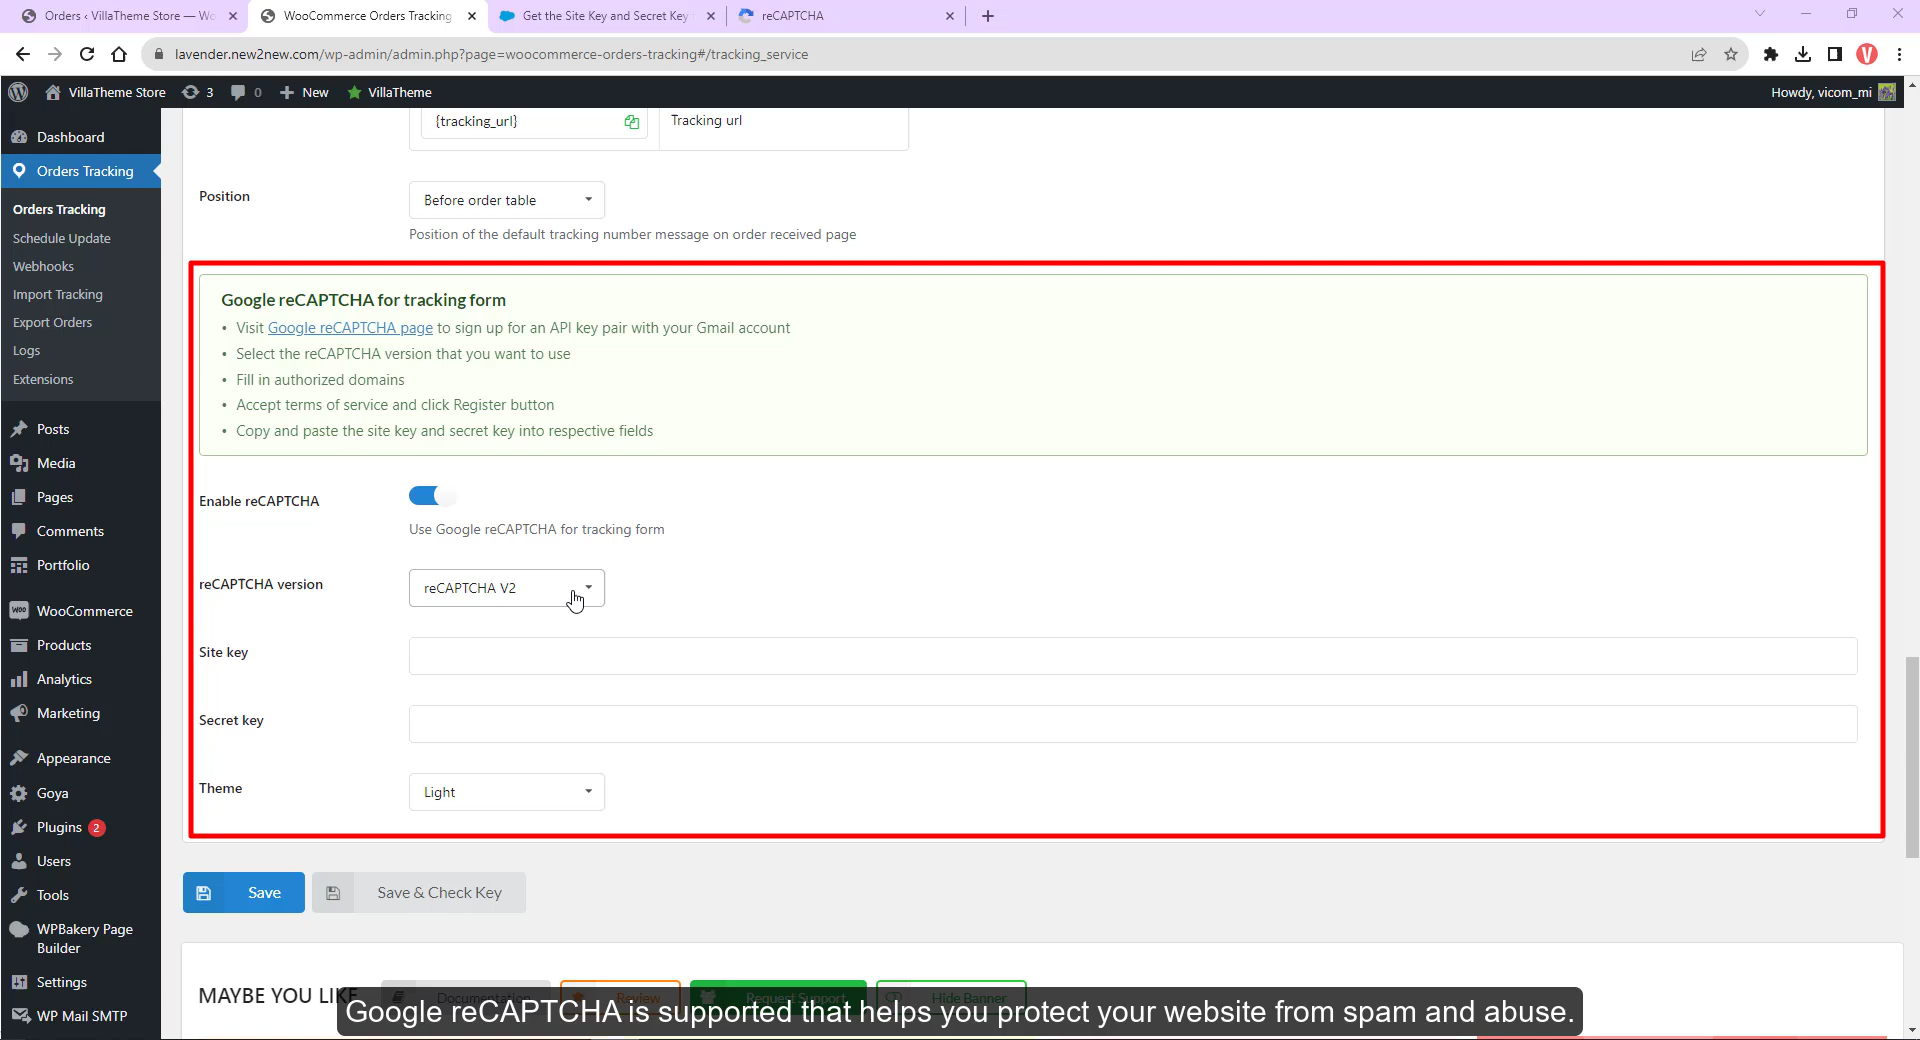 Orders ‹ VillaTheme Store — Wo
WooCommerce Orders Tracking
Get the Site Key and Secret Key
reCAPTCHA
lavender.new2new.com/wp-admin/admin.php?page=woocommerce-orders-tracking#/tracking_service
VillaTheme Store
3
0
New
VillaTheme
Howdy, vicom_mi
Dashboard
Orders Tracking
Orders Tracking
Schedule Update
Webhooks
Import Tracking
Export Orders
Logs
Extensions
Posts
Media
Pages
Comments
Portfolio
WooCommerce
Products
Analytics
Marketing
Appearance
Goya
Plugins 2
Users
Tools
WPBakery Page
Builder
Settings
WP Mail SMTP
{tracking_url}
Tracking url
Position
Before order table
Position of the default tracking number message on order received page
Google reCAPTCHA for tracking form
• Visit Google reCAPTCHA page to sign up for an API key pair with your Gmail account
• Select the reCAPTCHA version that you want to use
• Fill in authorized domains
• Accept terms of service and click Register button
• Copy and paste the site key and secret key into respective fields
Enable reCAPTCHA
Use Google reCAPTCHA for tracking form
reCAPTCHA version
reCAPTCHA V2
Site key
Secret key
Theme
Light
Save
Save & Check Key
MAYBE YOU LIKE
Documentation
Review
Request Support
Hide Banner
Google reCAPTCHA is supported that helps you protect your website from spam and abuse.